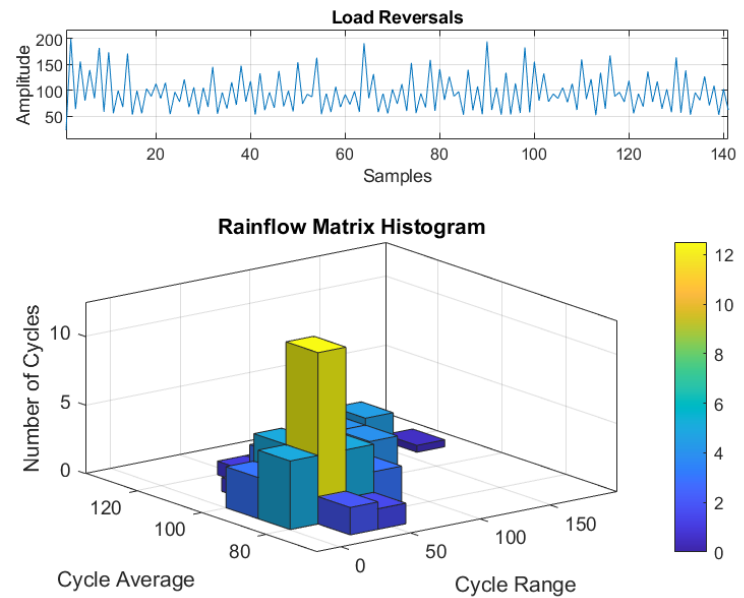 Load Reversals
200
150
100
50
Amplitude
20 40 60 80 100 120 140
Samples
Rainflow Matrix Histogram
10
5
0
Number of Cycles
120
100
80
Cycle Average
0
50
100
150
Cycle Range
12
10
8
6
4
2
0